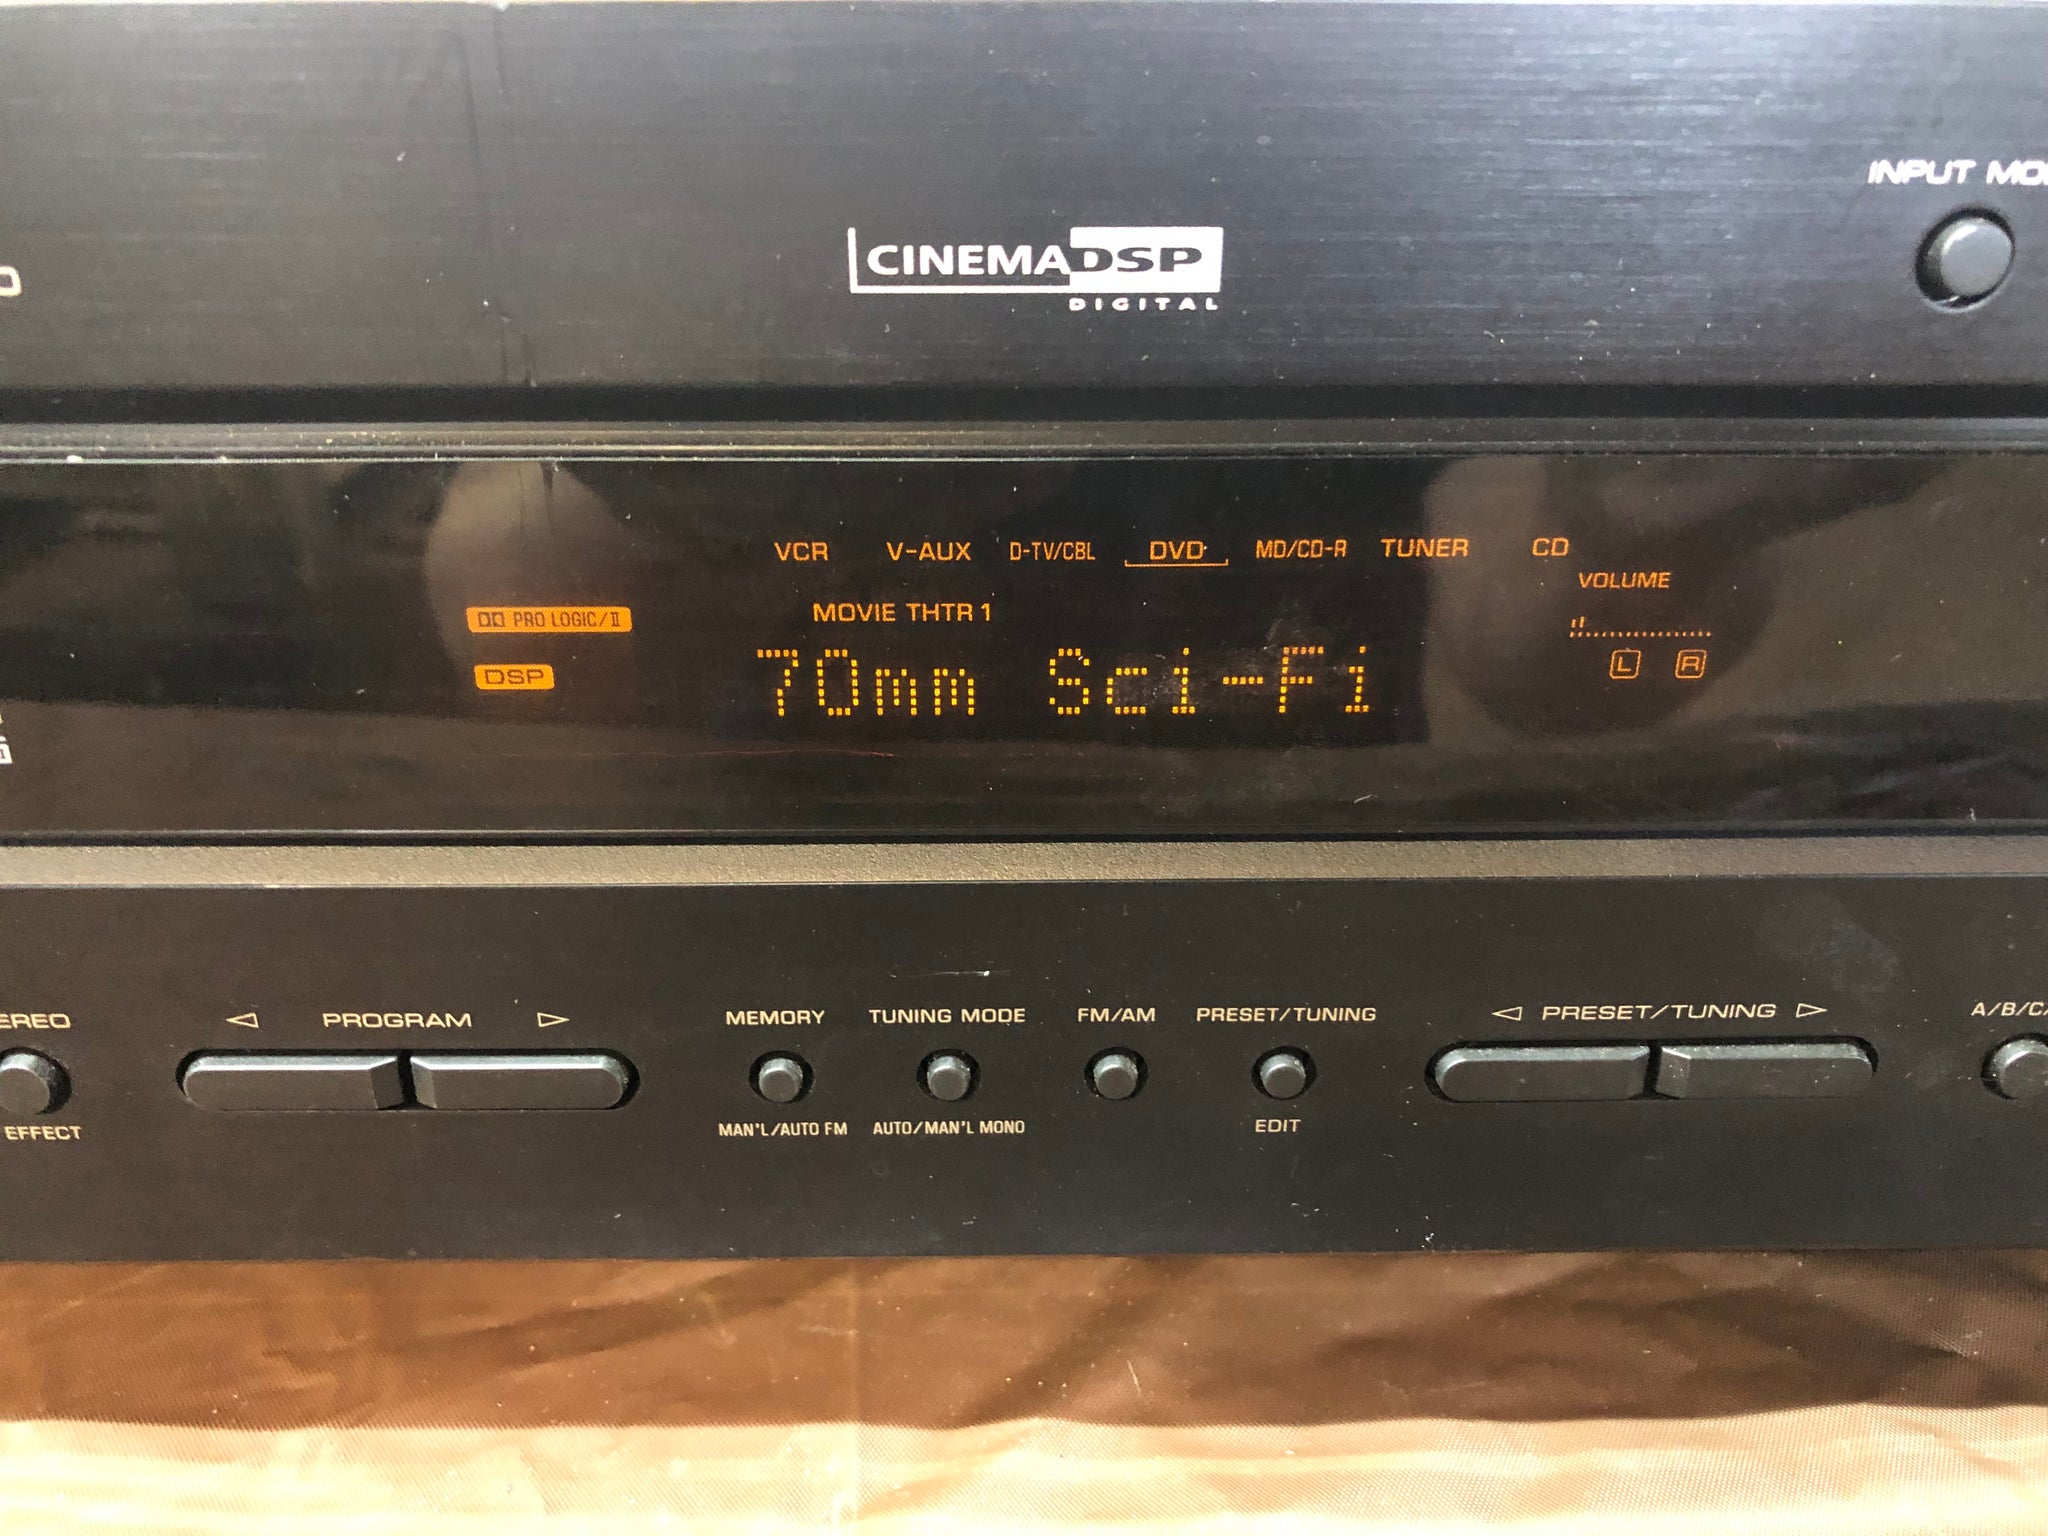 INPUT
CINEMA DSP
DIGITAL
VCR V-AUX D-TV/CBL DVD MD/CD-R TUNER CD
VOLUME
PRO LOGIC/II MOVIE THTR 1
DSP 70mm Sci-Fi L R
PROGRAM MEMORY TUNING MODE FM/AM PRESET/TUNING PRESET/TUNING A/B/C/
EFFECT MAN'L/AUTO FM AUTO/MAN'L MONO EDIT